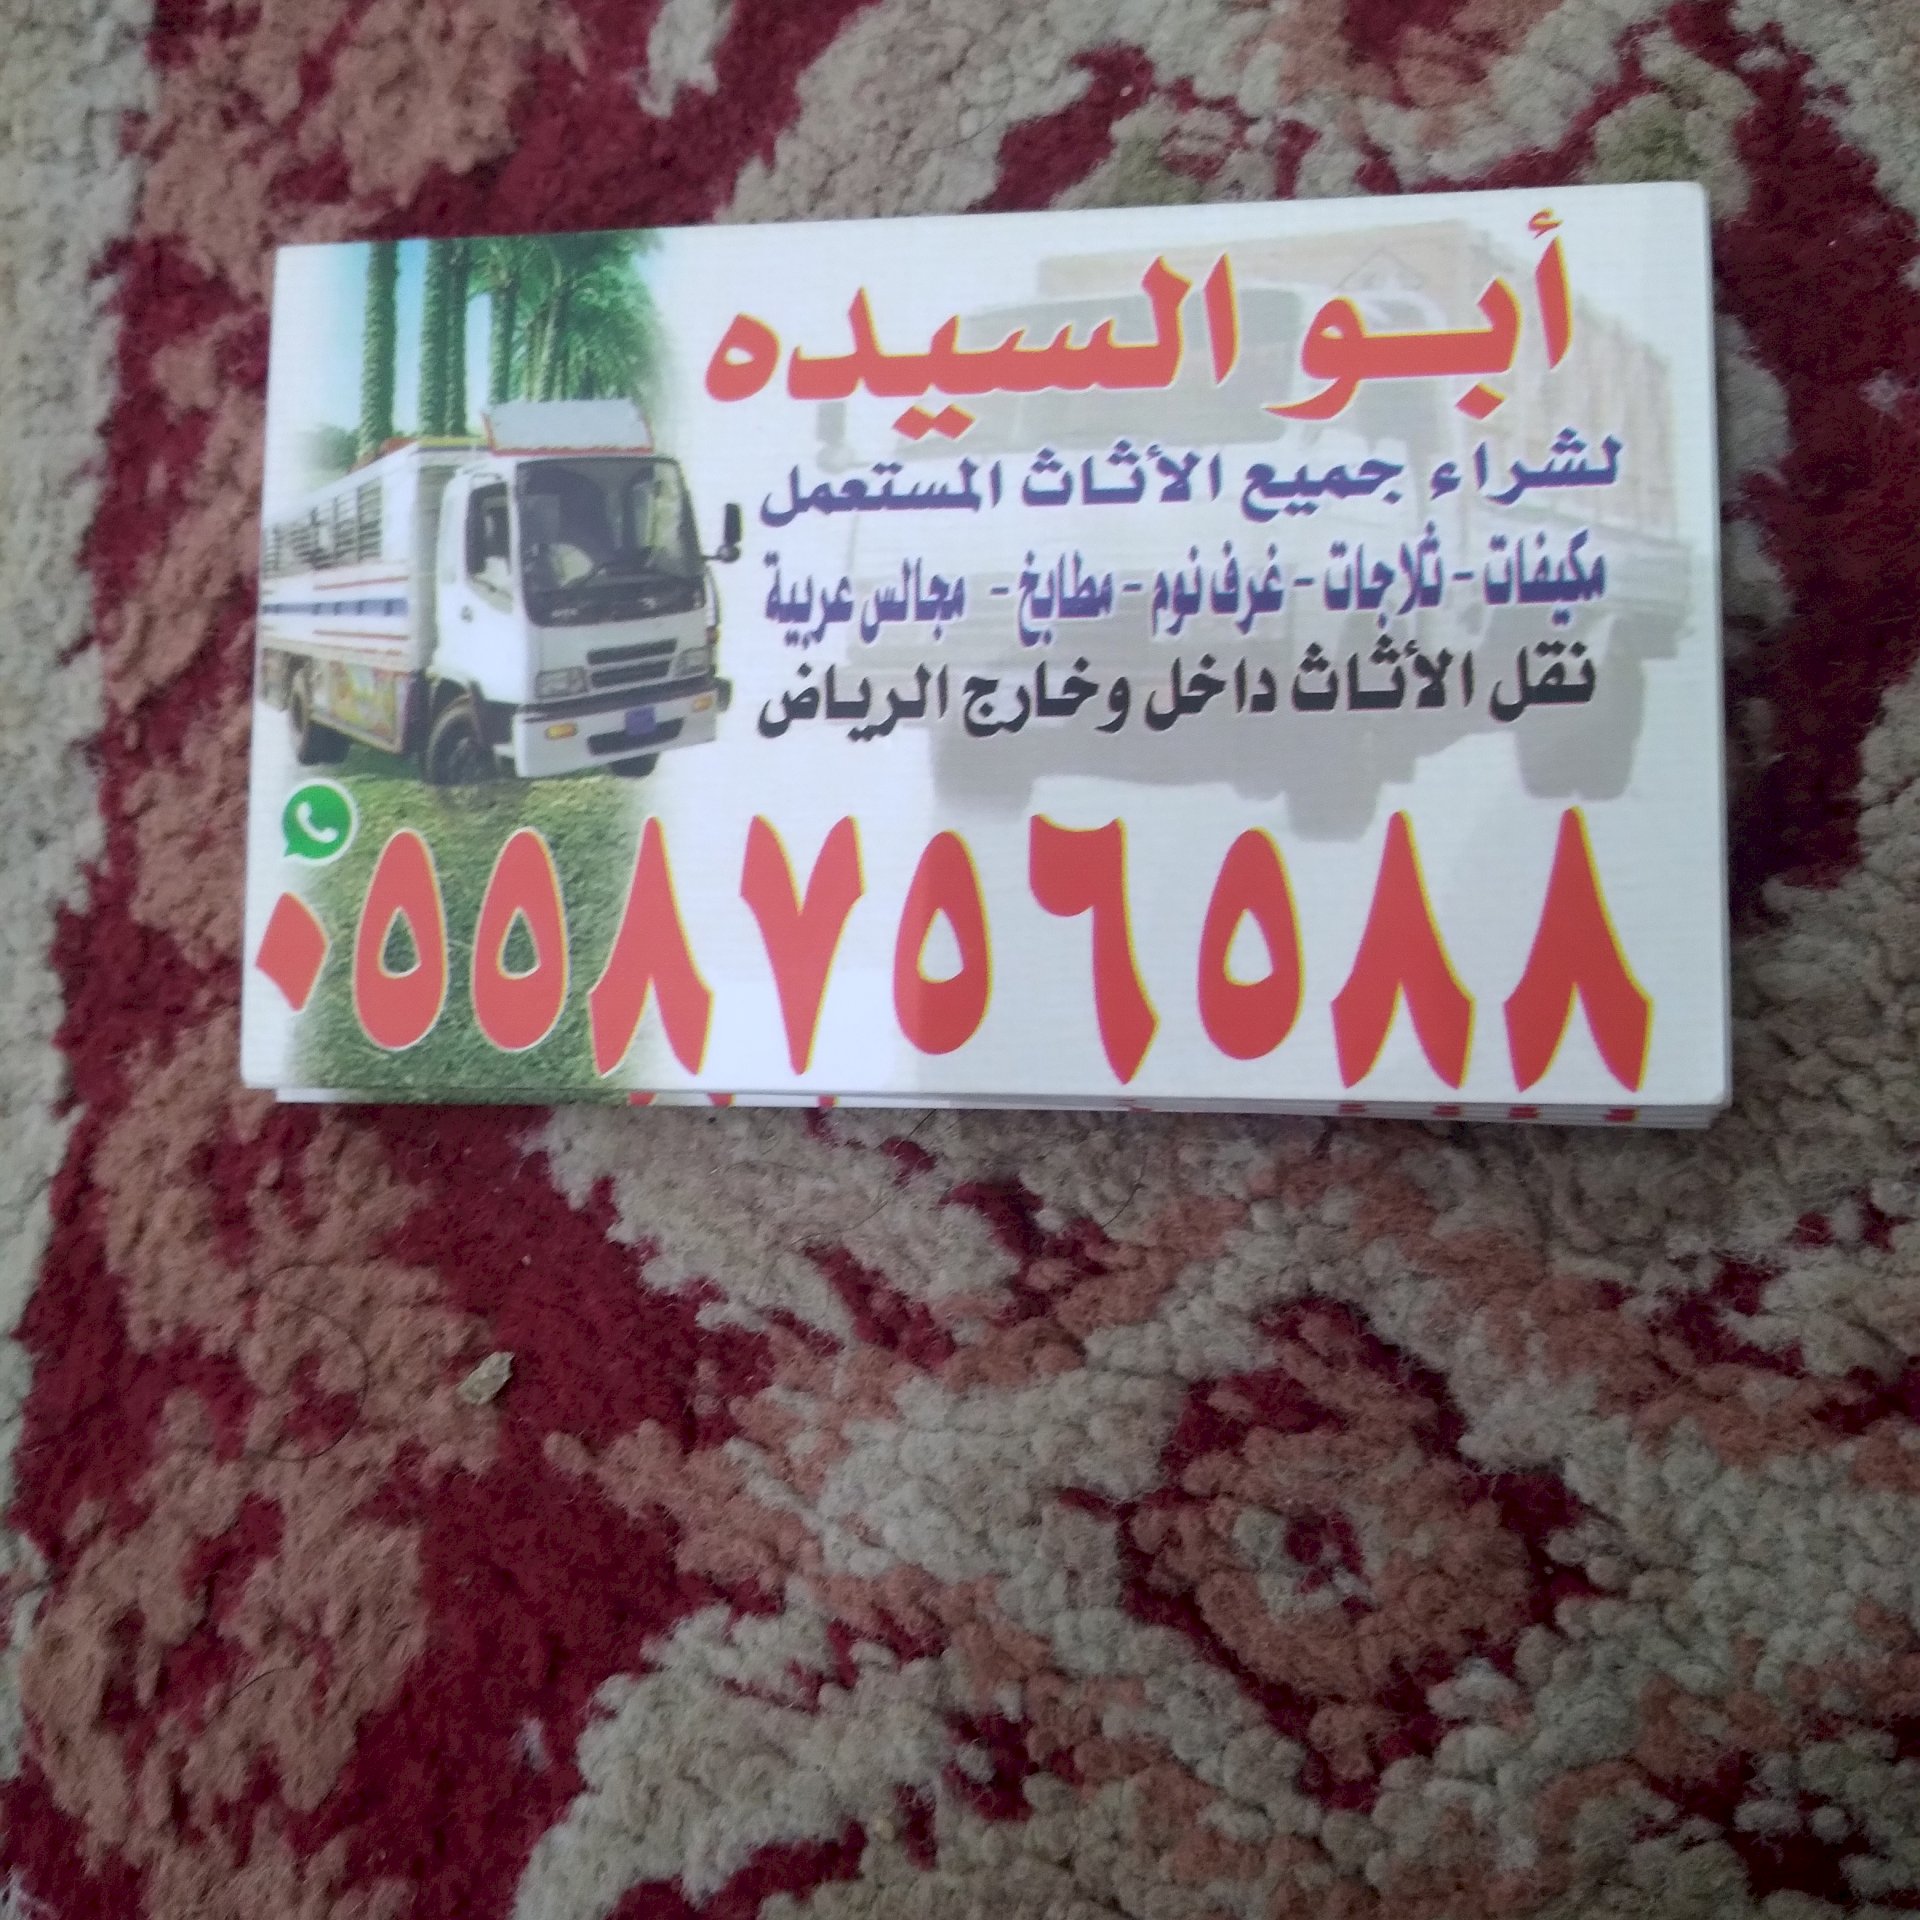 أبو السيده
لشراء جميع الأثاث المستعمل
مكيفات - ثلاجات - غرف نوم - مطابخ - مجالس عربية
نقل الأثاث داخل وخارج الرياض
٠٥٥٨٧٥٦٥٨٨